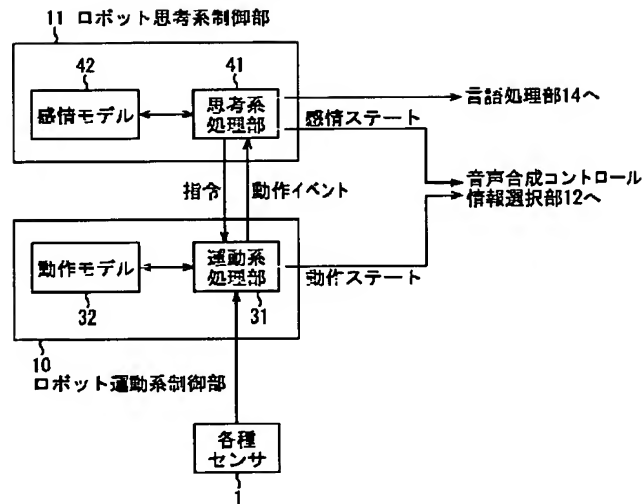 11 ロボット思考系制御部
42
41
感情モデル
思考系
処理部
言語処理部14へ
感情ステート
指令
動作イベント
音声合成コントロール
情報選択部12へ
動作モデル
運動系
処理部
動作ステート
32
31
10
ロボット運動系制御部
各種
センサ
1